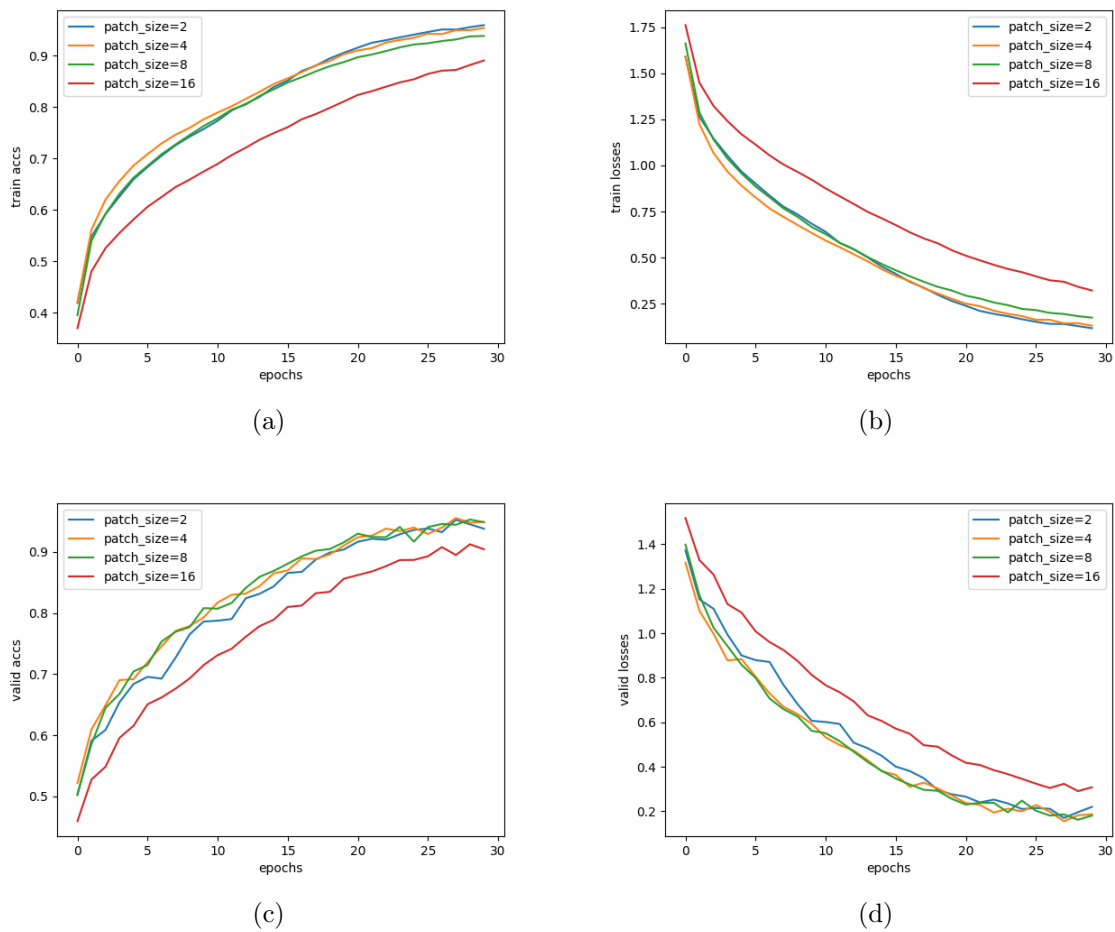 patch_size=2
patch_size=4
patch_size=8
patch_size=16
0.9
0.8
0.7
0.6
0.5
0.4
train accs
0 5 10 15 20 25 30
epochs
(a)
patch_size=2
patch_size=4
patch_size=8
patch_size=16
1.75
1.50
1.25
1.00
0.75
0.50
0.25
train losses
0 5 10 15 20 25 30
epochs
(b)
patch_size=2
patch_size=4
patch_size=8
patch_size=16
0.9
0.8
0.7
0.6
0.5
valid accs
0 5 10 15 20 25 30
epochs
(c)
patch_size=2
patch_size=4
patch_size=8
patch_size=16
1.4
1.2
1.0
0.8
0.6
0.4
0.2
valid losses
0 5 10 15 20 25 30
epochs
(d)